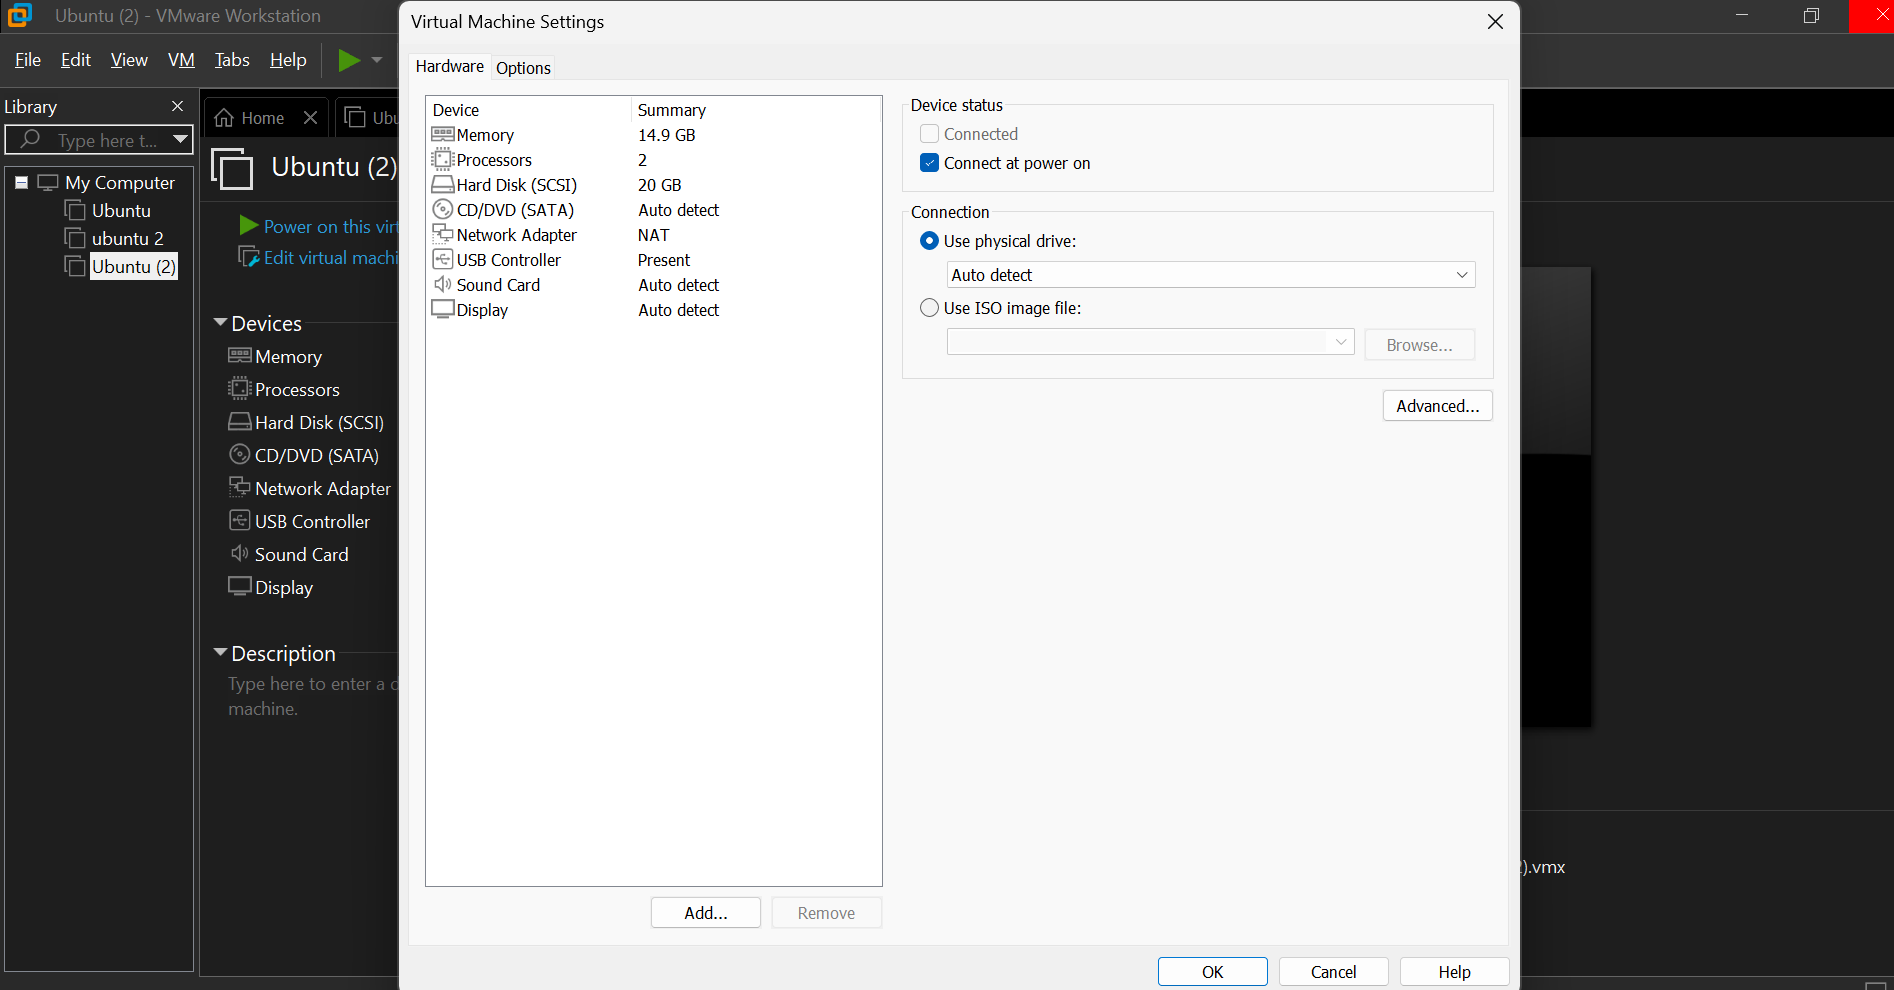 Ubuntu (2) - VMware Workstation
File Edit View VM Tabs Help
Library
Type here t...
My Computer
Ubuntu
ubuntu 2
Ubuntu (2)
Home
Ubu
Ubuntu (2)
Power on this virt
Edit virtual machi
Devices
Memory
Processors
Hard Disk (SCSI)
CD/DVD (SATA)
Network Adapter
USB Controller
Sound Card
Display
Description
Type here to enter a d
machine.
Virtual Machine Settings
Hardware Options
Device Summary
Memory 14.9 GB
Processors 2
Hard Disk (SCSI) 20 GB
CD/DVD (SATA) Auto detect
Network Adapter NAT
USB Controller Present
Sound Card Auto detect
Display Auto detect
Add... Remove
Device status
Connected
Connect at power on
Connection
Use physical drive:
Auto detect
Use ISO image file:
Browse...
Advanced...
OK Cancel Help
).vmx